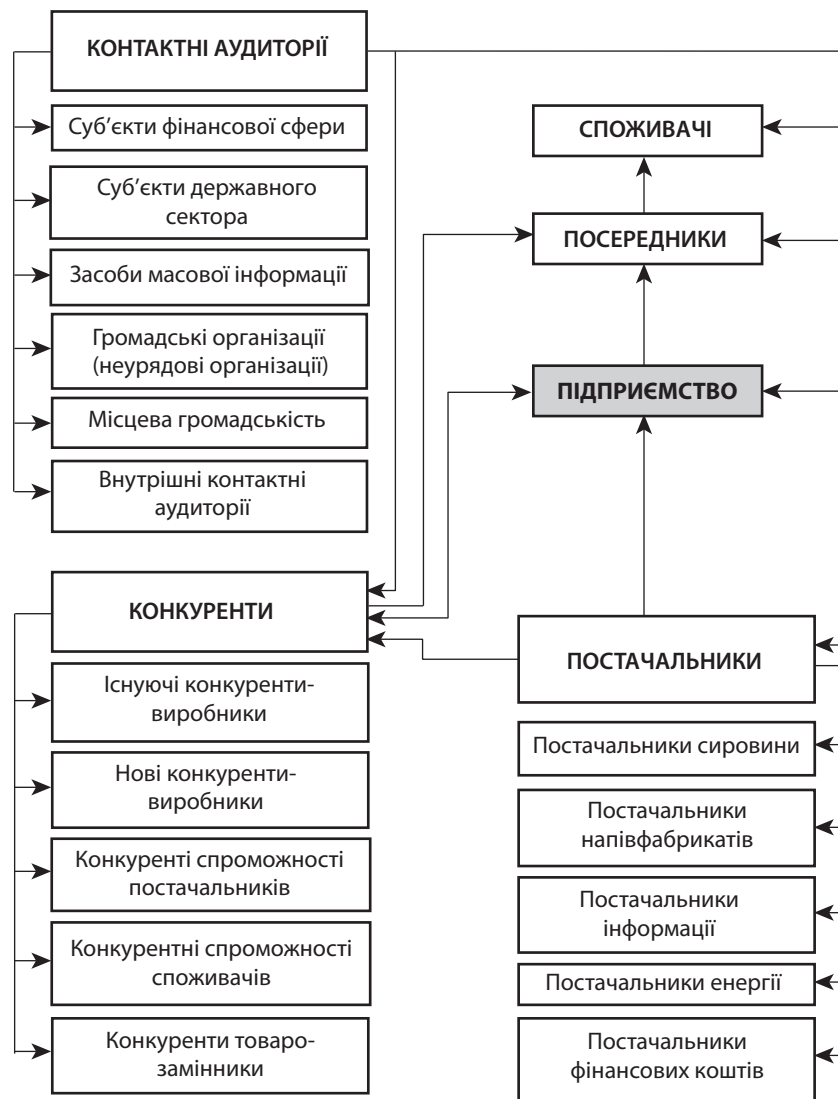 КОНТАКТНІ АУДИТОРІЇ
Суб’єкти фінансової сфери
Суб’єкти державного
сектора
Засоби масової інформації
Громадські організації
(неурядові організації)
Місцева громадськість
Внутрішні контактні
аудиторії
КОНКУРЕНТИ
Існуючі конкуренти-
виробники
Нові конкуренти-
виробники
Конкуренті спроможності
постачальників
Конкурентні спроможності
споживачів
Конкуренти товаро-
замінники
СПОЖИВАЧІ
ПОСЕРЕДНИКИ
ПІДПРИЄМСТВО
ПОСТАЧАЛЬНИКИ
Постачальники сировини
Постачальники
напівфабрикатів
Постачальники
інформації
Постачальники енергії
Постачальники
фінансових коштів